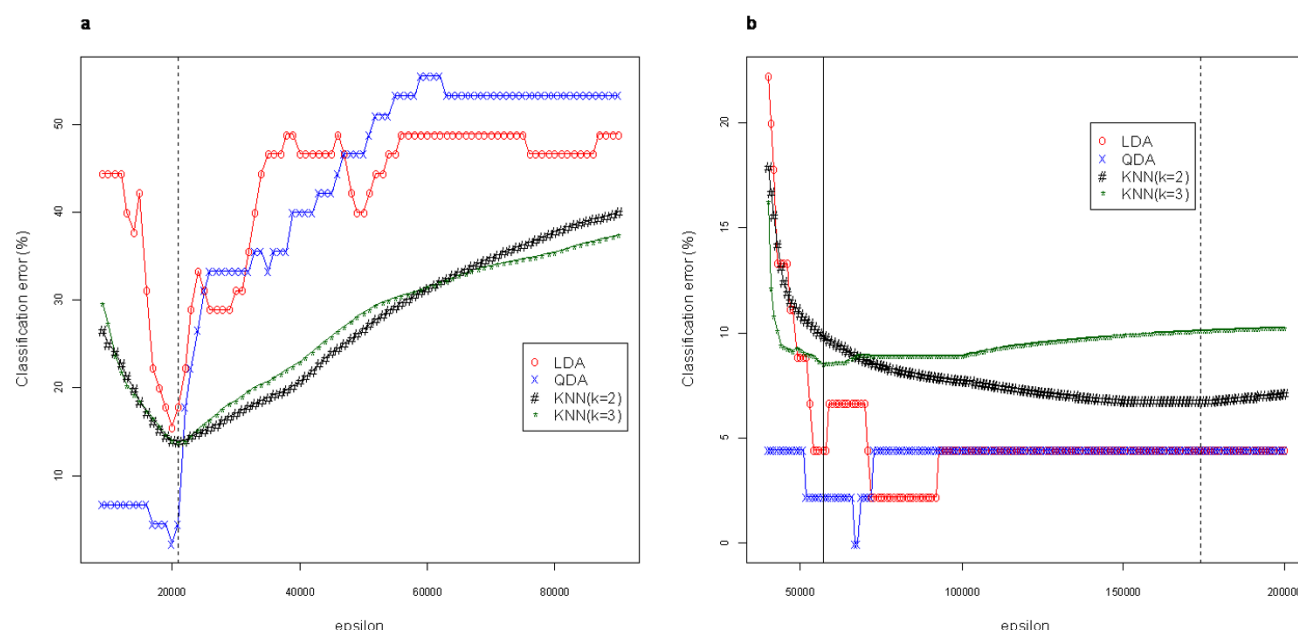 a
Classification error (%)
50
40
30
20
10
LDA
QDA
KNN(k=2)
KNN(k=3)
20000
40000
60000
80000
epsilon
b
Classification error (%)
20
15
10
5
0
LDA
QDA
KNN(k=2)
KNN(k=3)
50000
100000
150000
200000
epsilon